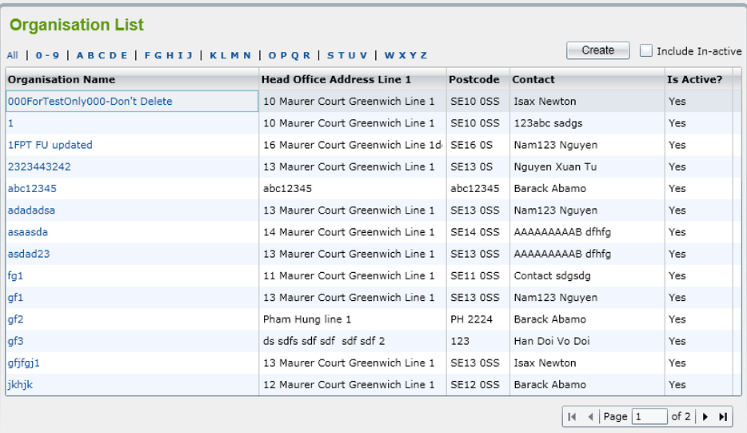 Organisation List
All | 0 - 9 | A B C D E | F G H I J | K L M N | O P Q R | S T U V | W X Y Z Create Include In-active
Organisation Name Head Office Address Line 1 Postcode Contact Is Active?
000ForTestOnly000-Don't Delete 10 Maurer Court Greenwich Line 1 SE10 0SS Isax Newton Yes
1 10 Maurer Court Greenwich Line 1 SE10 0SS 123abc sadgs Yes
1FPT FU updated 16 Maurer Court Greenwich Line 1d SE16 0S Nam123 Nguyen Yes
2323443242 13 Maurer Court Greenwich Line 1 SE13 0S Nguyen Xuan Tu Yes
abc12345 abc12345 abc12345 Barack Abamo Yes
adadadsa 13 Maurer Court Greenwich Line 1 SE13 0SS Nam123 Nguyen Yes
asaasda 14 Maurer Court Greenwich Line 1 SE14 0SS AAAAAAAAAB dfhfg Yes
asdad23 13 Maurer Court Greenwich Line 1 SE13 0SS AAAAAAAAAB dfhfg Yes
fg1 11 Maurer Court Greenwich Line 1 SE11 0SS Contact sdgsdg Yes
gf1 13 Maurer Court Greenwich Line 1 SE13 0SS Nam123 Nguyen Yes
gf2 Pham Hung line 1 PH 2224 Barack Abamo Yes
gf3 ds sdfs sdf sdf sdf sdf 2 123 Han Doi Vo Doi Yes
gfjfgj1 13 Maurer Court Greenwich Line 1 SE13 0SS Isax Newton Yes
jkhjk 12 Maurer Court Greenwich Line 1 SE12 0SS Barack Abamo Yes
Page 1 of 2